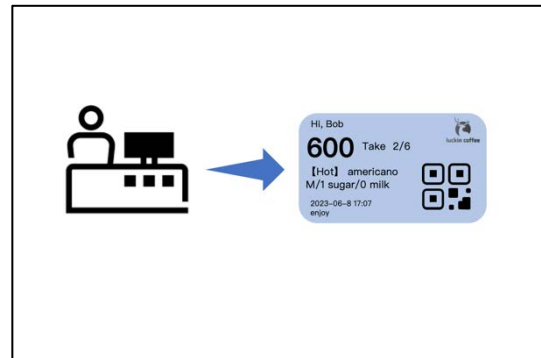 Hi, Bob
luckin coffee
600 Take 2/6
【Hot】 americano
M/1 sugar/0 milk
2023-06-8 17:07
enjoy